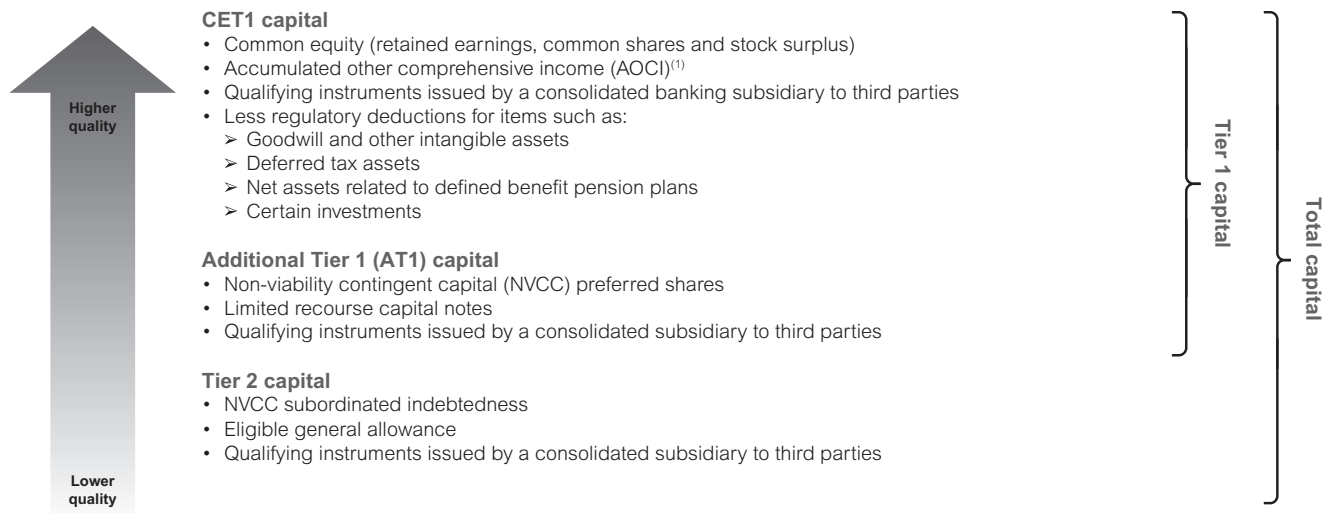 CET1 capital
• Common equity (retained earnings, common shares and stock surplus)
• Accumulated other comprehensive income (AOCI)(1)
• Qualifying instruments issued by a consolidated banking subsidiary to third parties
• Less regulatory deductions for items such as:
➢ Goodwill and other intangible assets
➢ Deferred tax assets
➢ Net assets related to defined benefit pension plans
➢ Certain investments
Additional Tier 1 (AT1) capital
• Non-viability contingent capital (NVCC) preferred shares
• Limited recourse capital notes
• Qualifying instruments issued by a consolidated subsidiary to third parties
Tier 2 capital
• NVCC subordinated indebtedness
• Eligible general allowance
• Qualifying instruments issued by a consolidated subsidiary to third parties
Higher
quality
Lower
quality
Tier 1 capital
Total capital